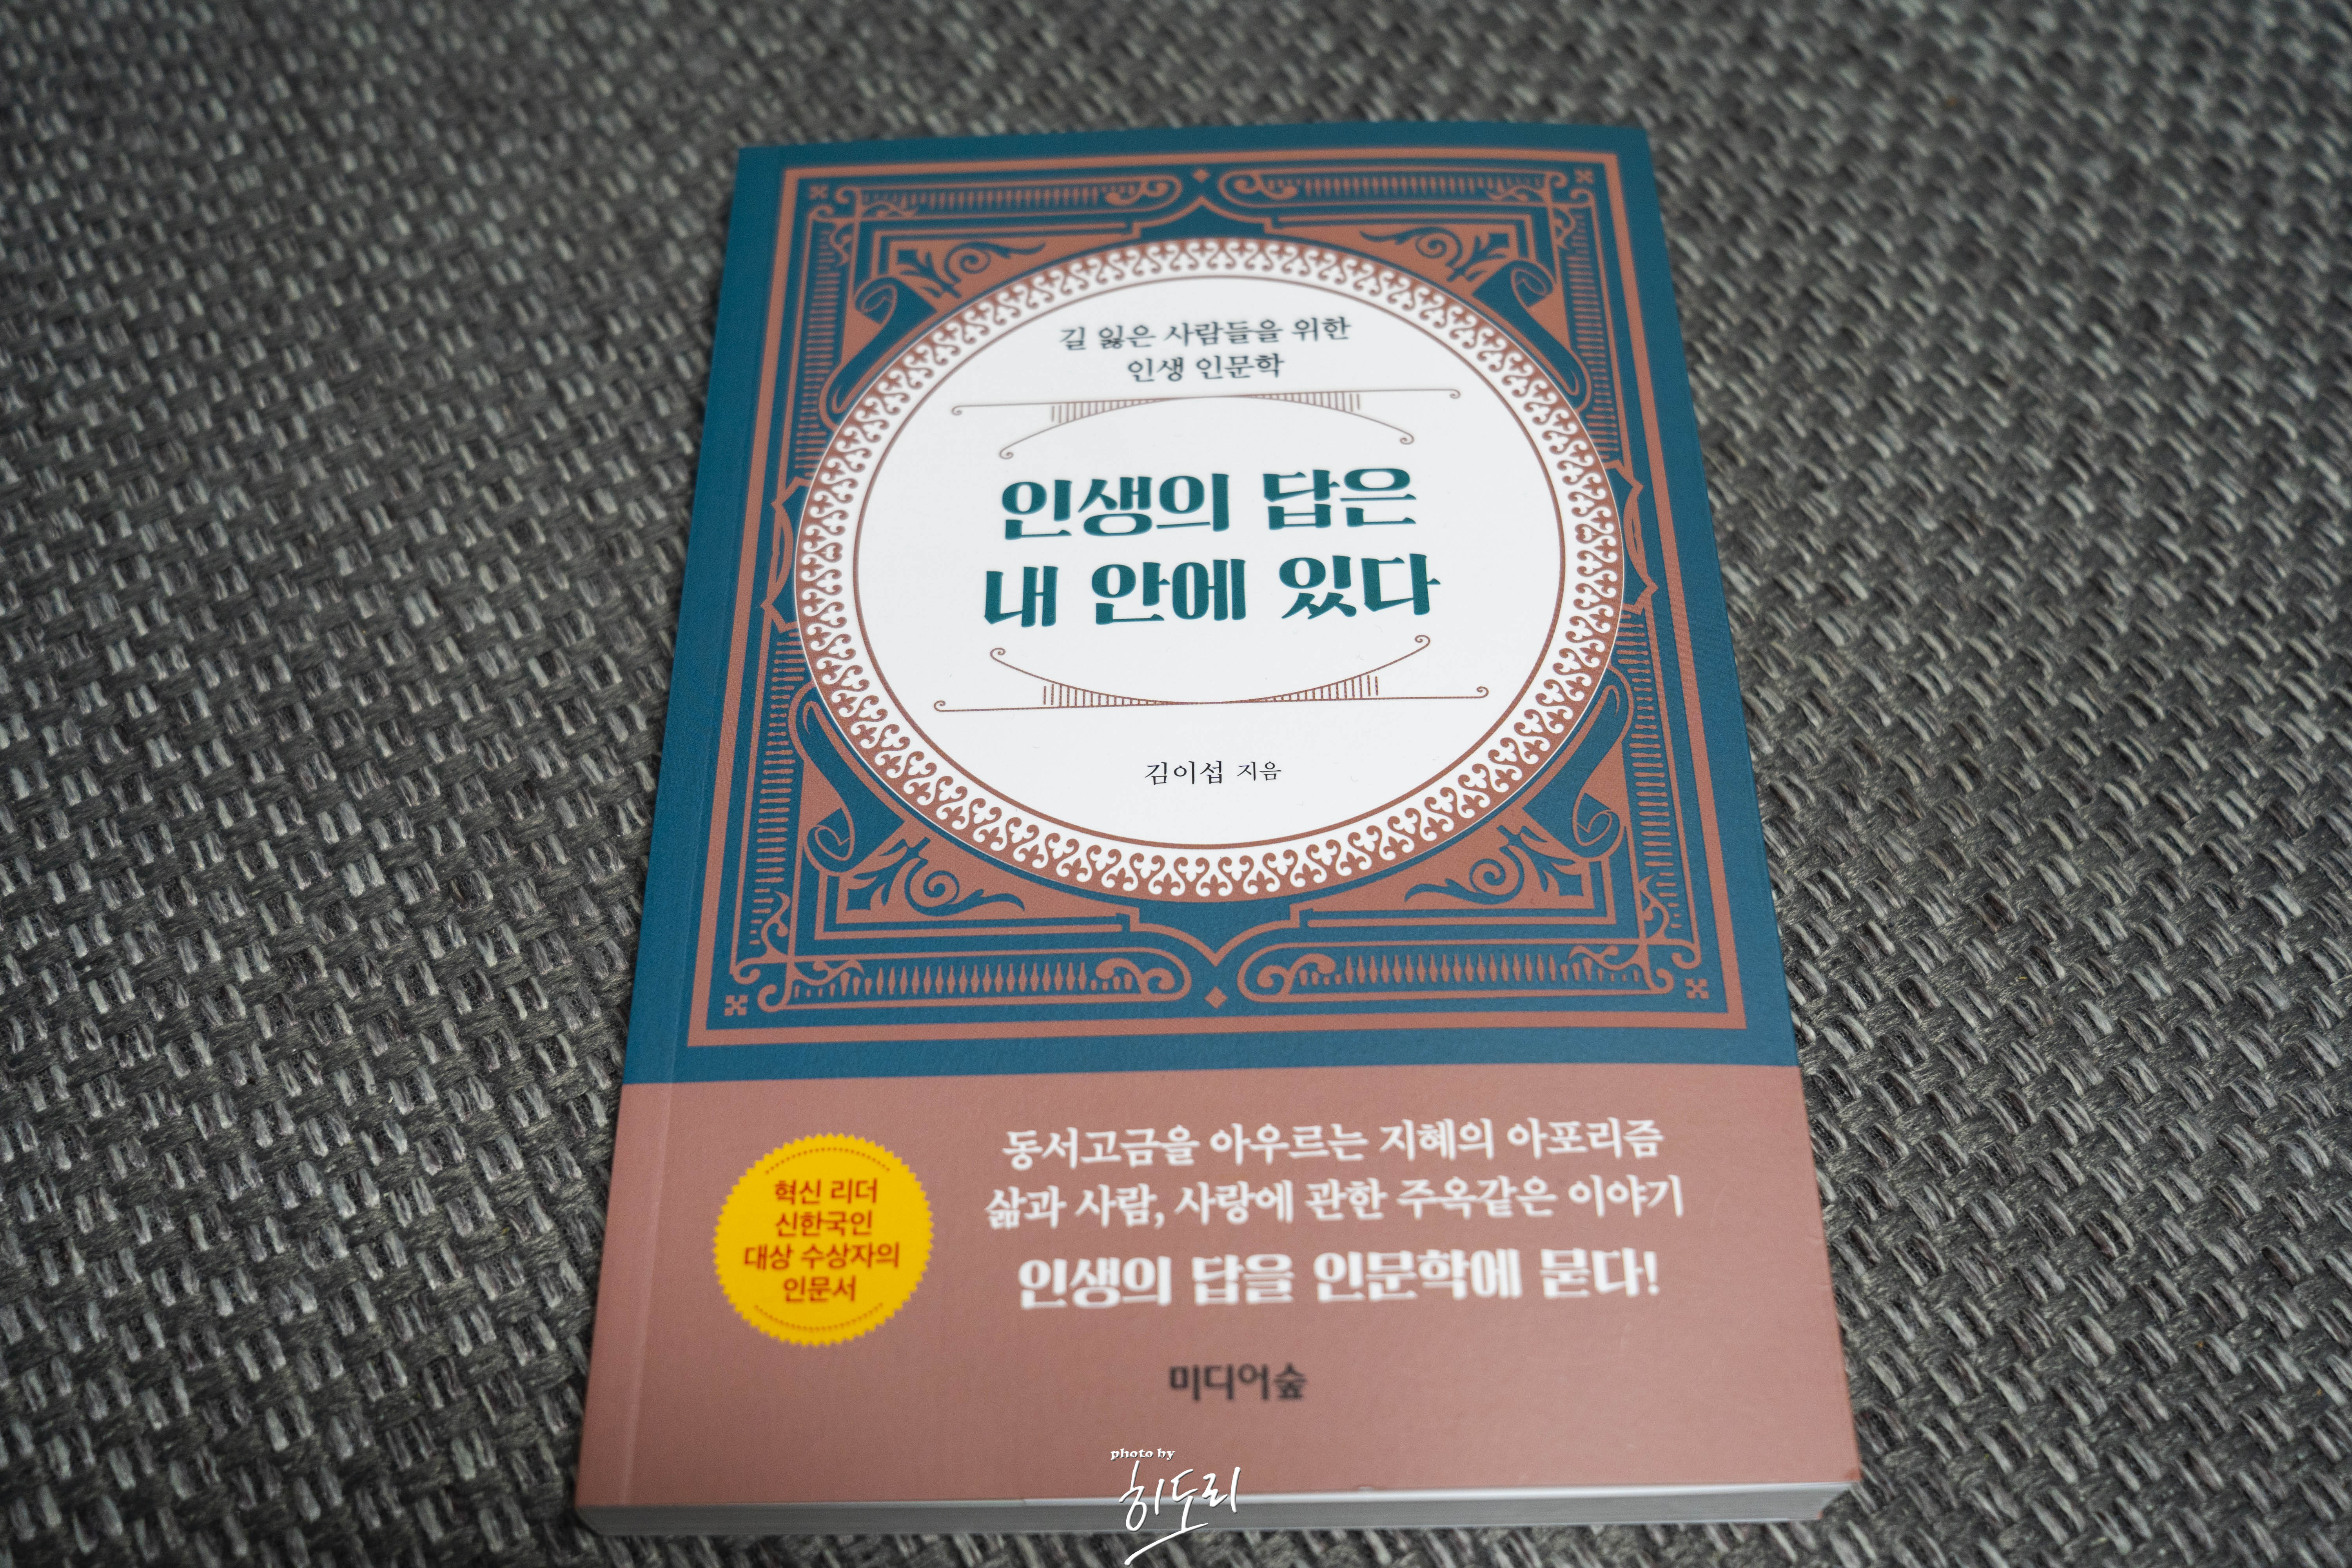 길 잃은 사람들을 위한
인생 인문학
인생의 답은
내 안에 있다
김이섭 지음
동서고금을 아우르는 지혜의 아포리즘
삶과 사람, 사랑에 관한 주옥같은 이야기
인생의 답을 인문학에 묻다!
혁신 리더
신한국인
대상 수상자의
인문서
미디어숲
photo by
히도리